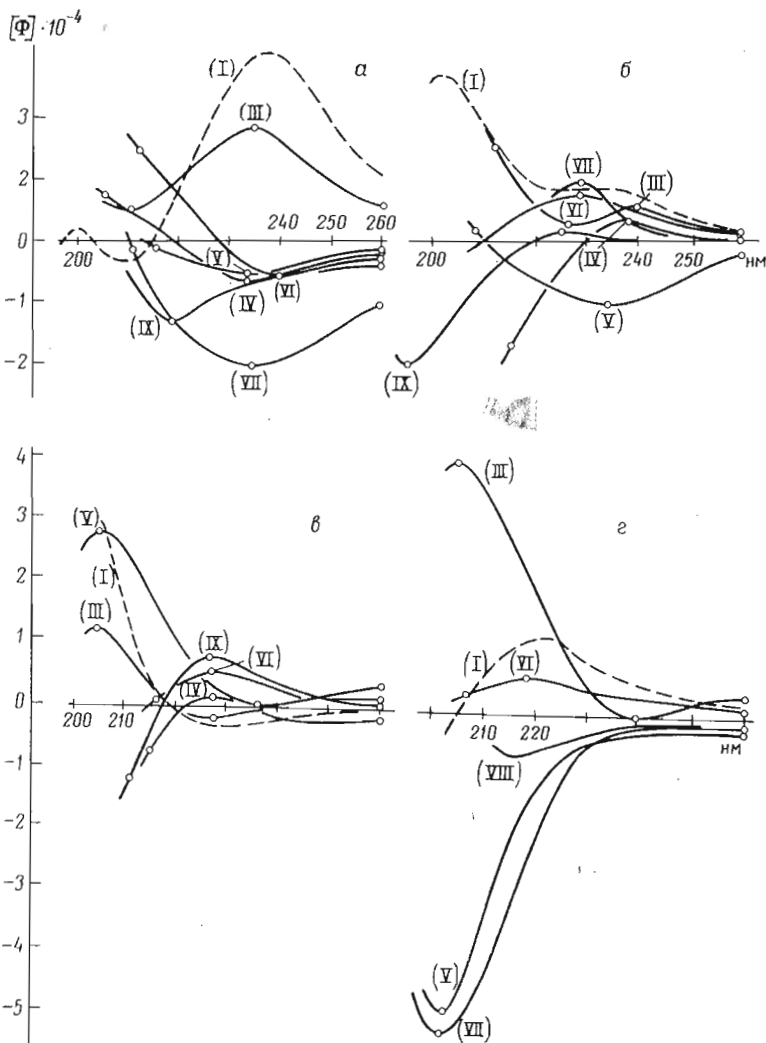 [Φ]·10⁻⁴
(I) а б
(I)
3 (III) 3
(VII)
2 (III)
(VI)
1
240 250 260
0 200 200 240 250 нм
(V) (IV)
(IV) (VI)
-1
(IX) (V)
-2
(VII) (IX)
4
(III)
3
(V) в г
2 (I)
(III)
1 (IX)
(VI) (I) (VI)
(IV)
0
200 210 210 220
нм
(VIII)
-1
-2
-3
-4
(V)
-5
(VII)